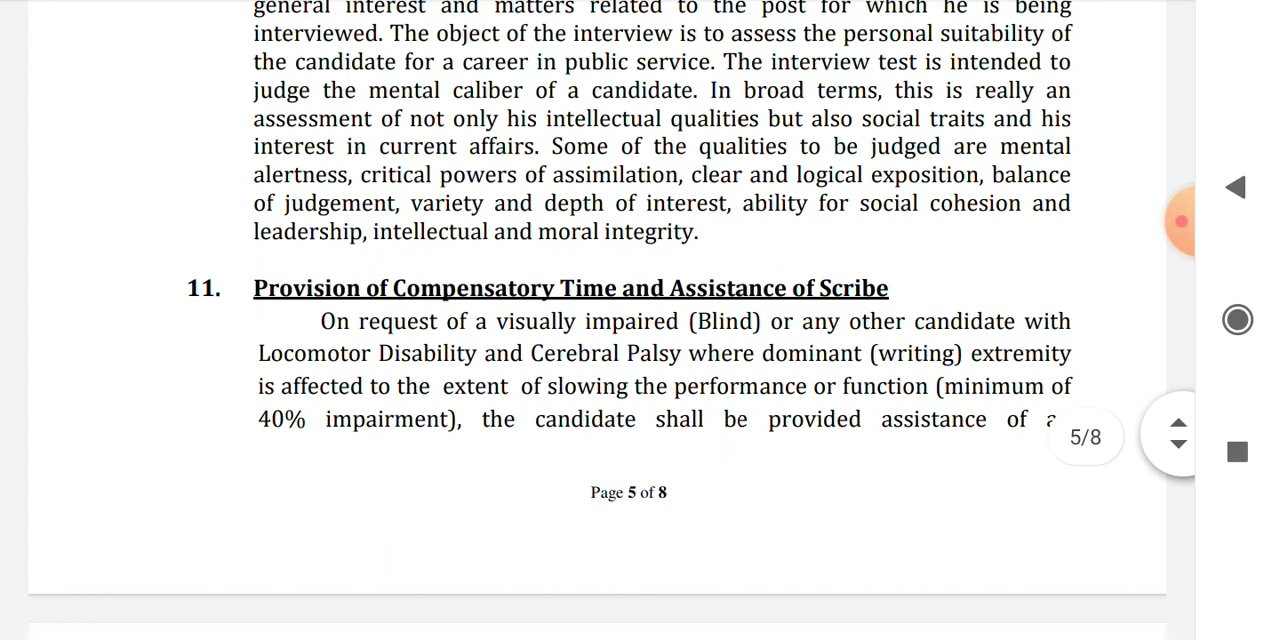 general interest and matters related to the post for which he is being
interviewed. The object of the interview is to assess the personal suitability of
the candidate for a career in public service. The interview test is intended to
judge the mental caliber of a candidate. In broad terms, this is really an
assessment of not only his intellectual qualities but also social traits and his
interest in current affairs. Some of the qualities to be judged are mental
alertness, critical powers of assimilation, clear and logical exposition, balance
of judgement, variety and depth of interest, ability for social cohesion and
leadership, intellectual and moral integrity.
11. Provision of Compensatory Time and Assistance of Scribe
On request of a visually impaired (Blind) or any other candidate with
Locomotor Disability and Cerebral Palsy where dominant (writing) extremity
is affected to the extent of slowing the performance or function (minimum of
40% impairment), the candidate shall be provided assistance of a
5/8
Page 5 of 8